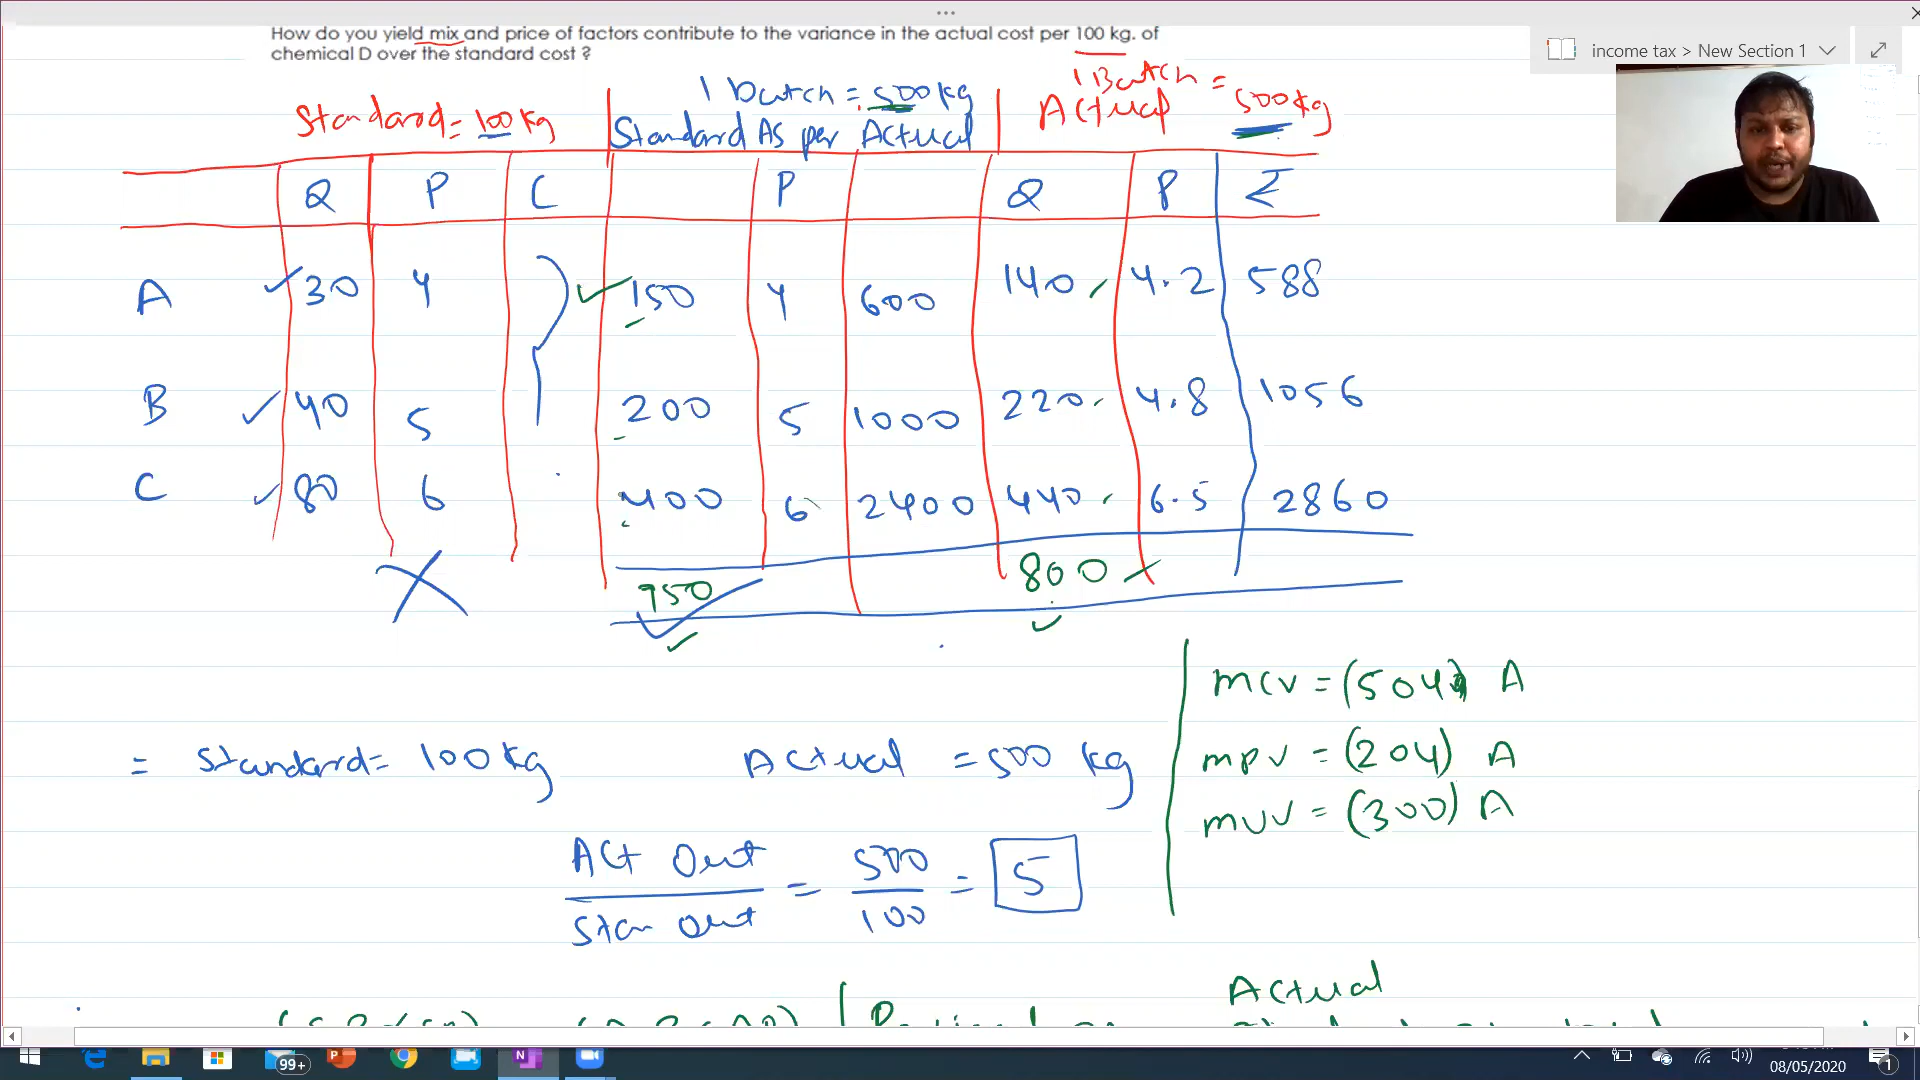 How do you yield mix and price of factors contribute to the variance in the actual cost per 100 kg. of
chemical D over the standard cost ?
income tax > New Section 1
Standard = 100 kg
1 batch = 500 kg
Standard As per Actual
1 Batch = 500 kg
Actual
Q P C P Q P ₹
A 30 4 150 4 600 140 4.2 588
B 40 5 200 5 1000 220 4.8 1056
C 80 6 400 6 2400 440 6.5 2860
750 800
mcv = (504) A
mpv = (204) A
muv = (300) A
= Standard = 100 kg Actual = 500 kg
Act Out
Stan Out
= 500
100
= 5
Actual
99+
08/05/2020
1